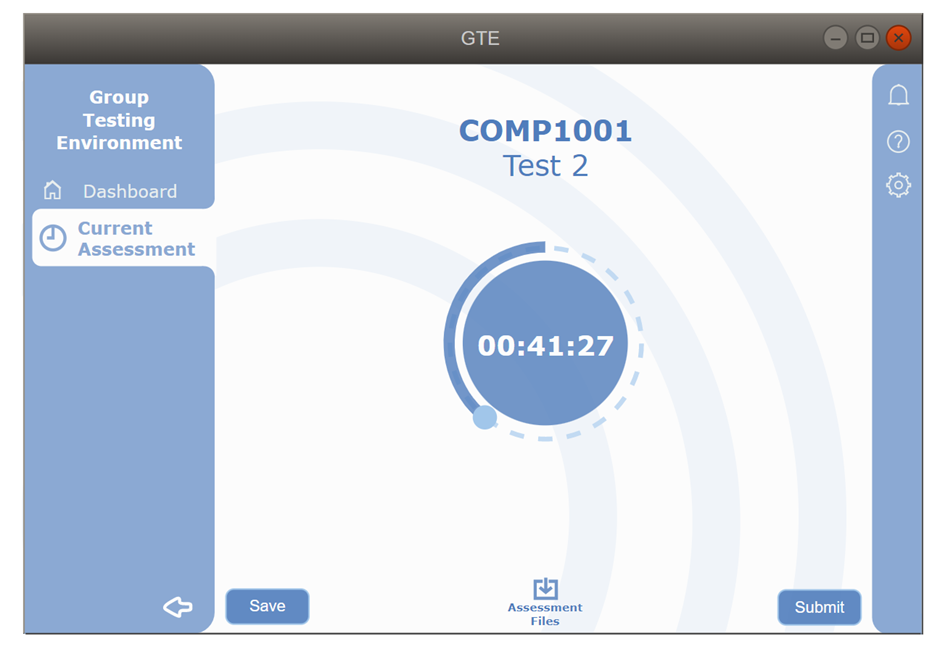 GTE
Group
Testing
Environment
Dashboard
Current
Assessment
COMP1001
Test 2
00:41:27
Save
Assessment
Files
Submit